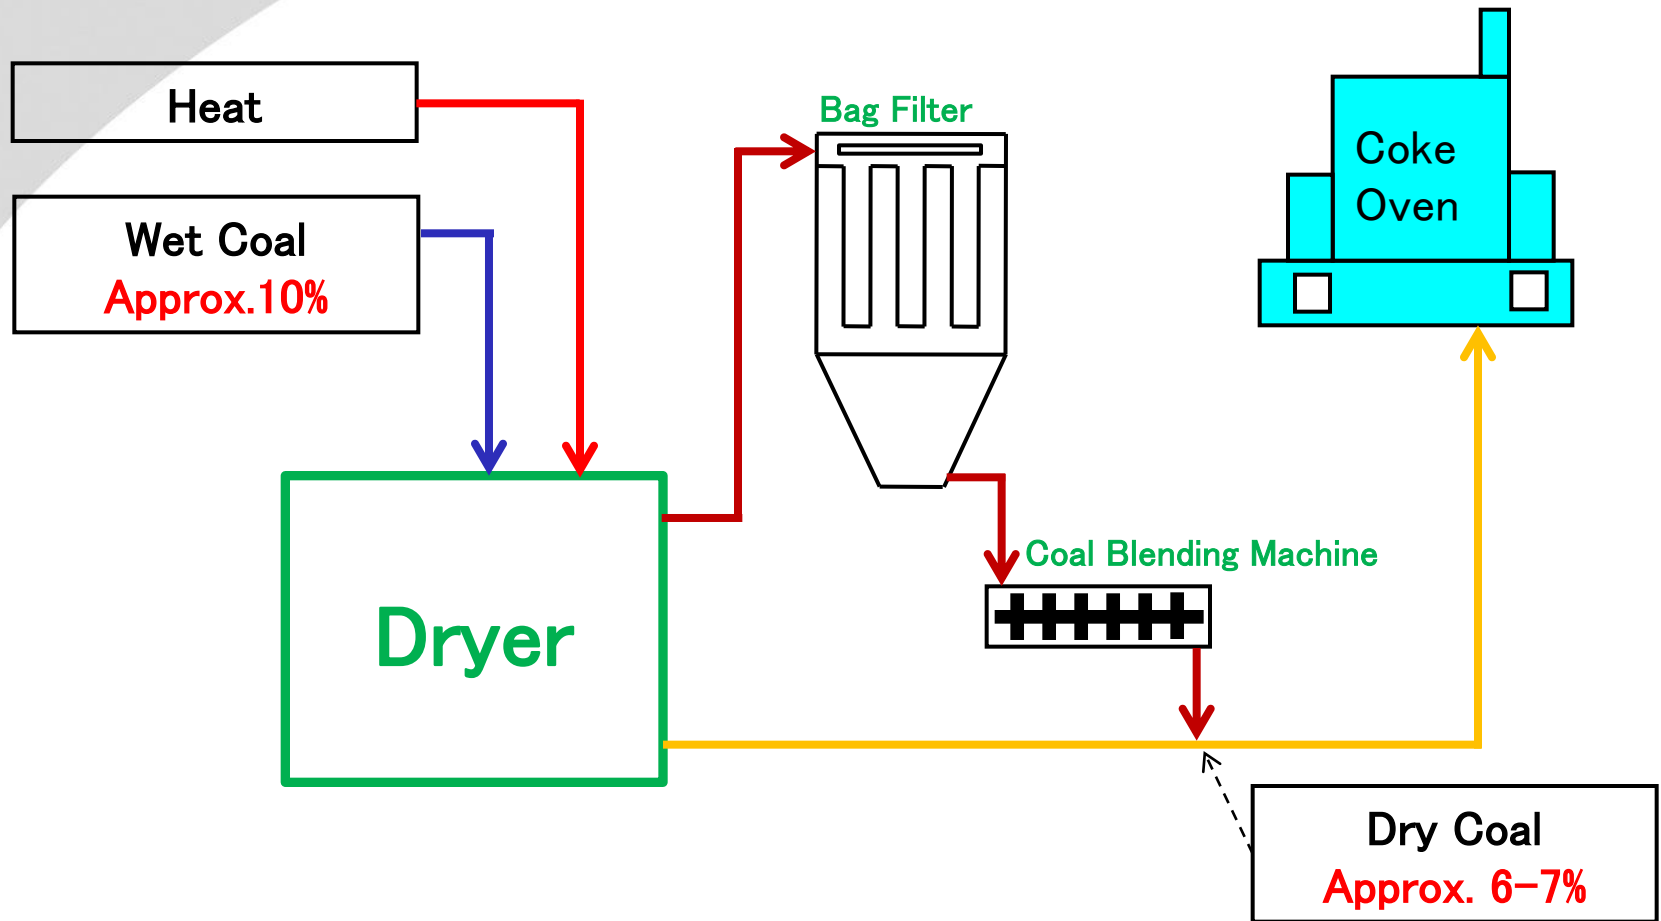 Heat
Wet Coal
Approx.10%
Bag Filter
Coke
Oven
Dryer
Coal Blending Machine
Dry Coal
Approx. 6-7%